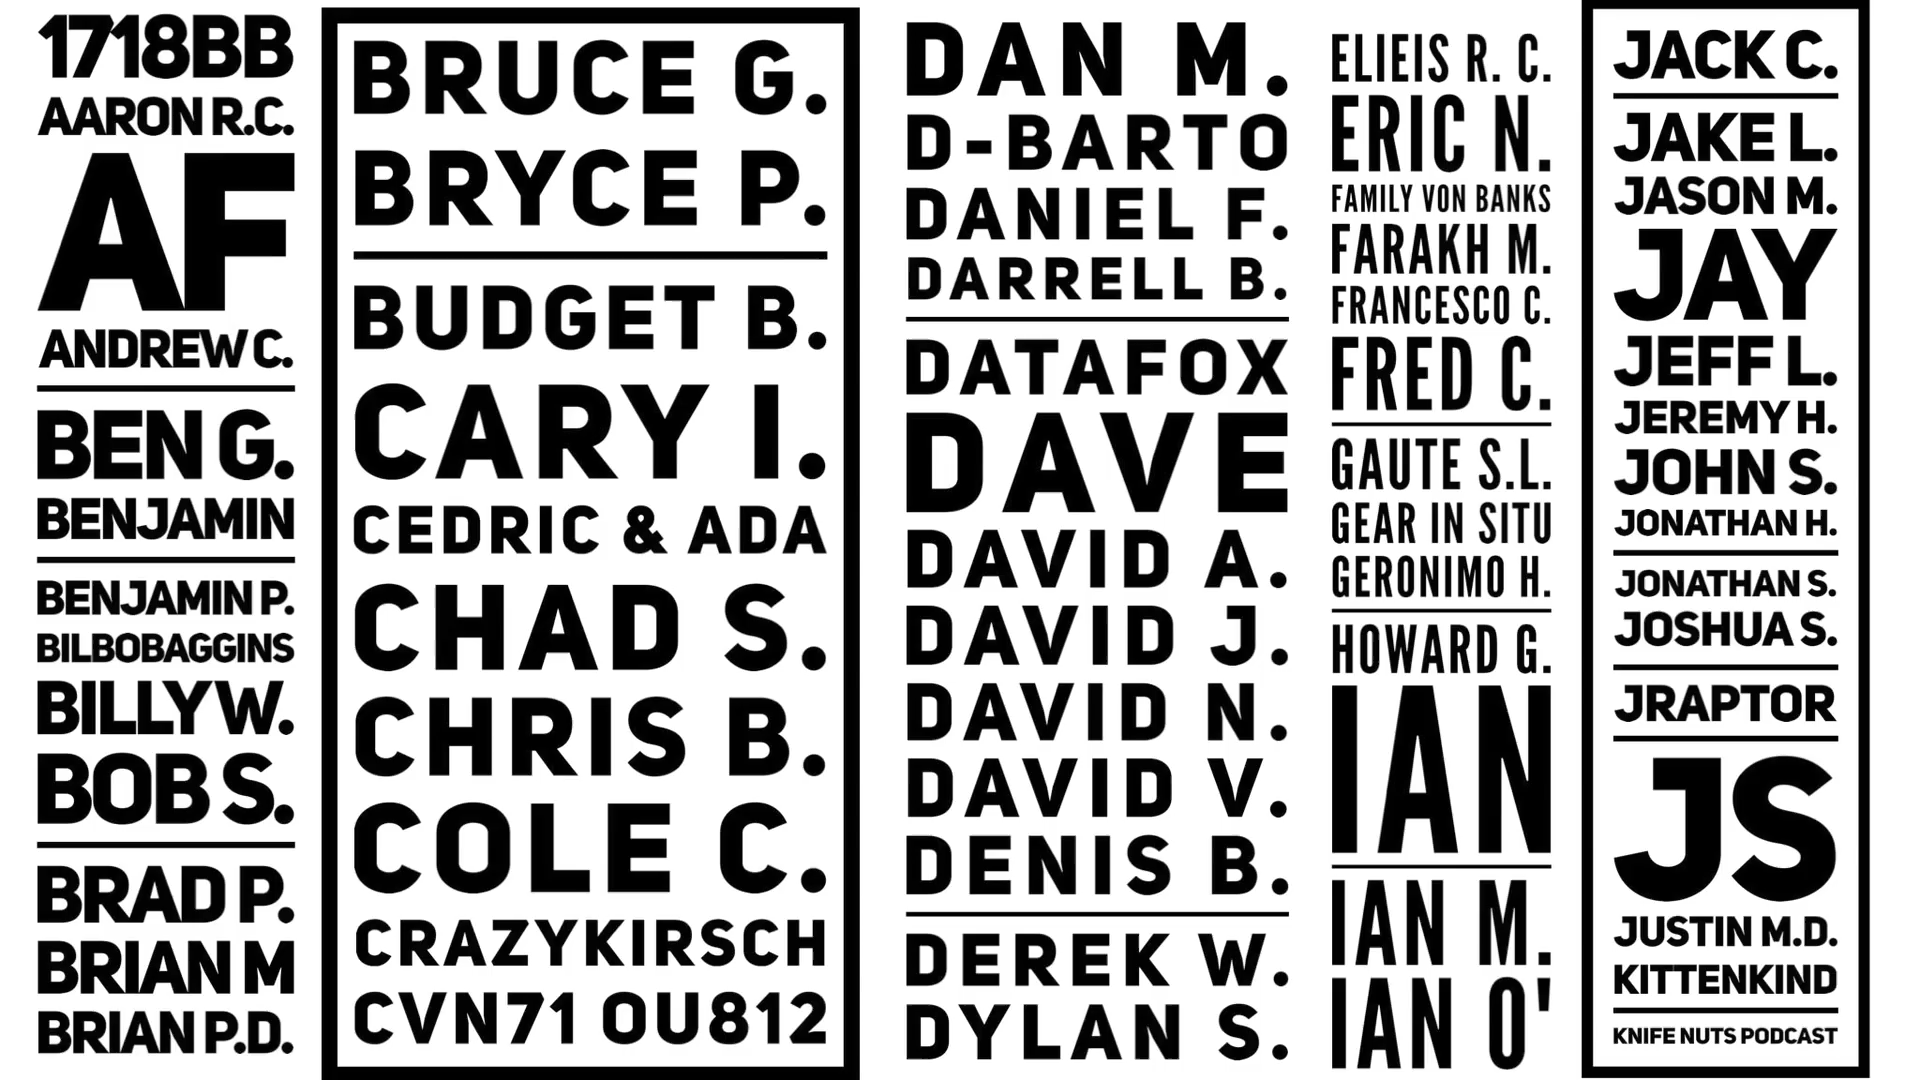 1718BB
AARON R.C.
AF
ANDREW C.
BEN G.
BENJAMIN
BENJAMIN P.
BILBOBAGGINS
BILLY W.
BOB S.
BRAD P.
BRIAN M
BRIAN P.D.
BRUCE G.
BRYCE P.
BUDGET B.
CARY I.
CEDRIC & ADA
CHAD S.
CHRIS B.
COLE C.
CRAZYKIRSCH
CVN71 OU812
DAN M.
D-BARTO
DANIEL F.
DARRELL B.
DATAFOX
DAVE
DAVID A.
DAVID J.
DAVID N.
DAVID V.
DENIS B.
DEREK W.
DYLAN S.
ELIEIS R. C.
ERIC N.
FAMILY VON BANKS
FARAKH M.
FRANCESCO C.
FRED C.
GAUTE S.L.
GEAR IN SITU
GERONIMO H.
HOWARD G.
IAN
IAN M.
IAN O'
JACK C.
JAKE L.
JASON M.
JAY
JEFF L.
JEREMY H.
JOHN S.
JONATHAN H.
JONATHAN S.
JOSHUA S.
JRAPTOR
JS
JUSTIN M.D.
KITTENKIND
KNIFE NUTS PODCAST